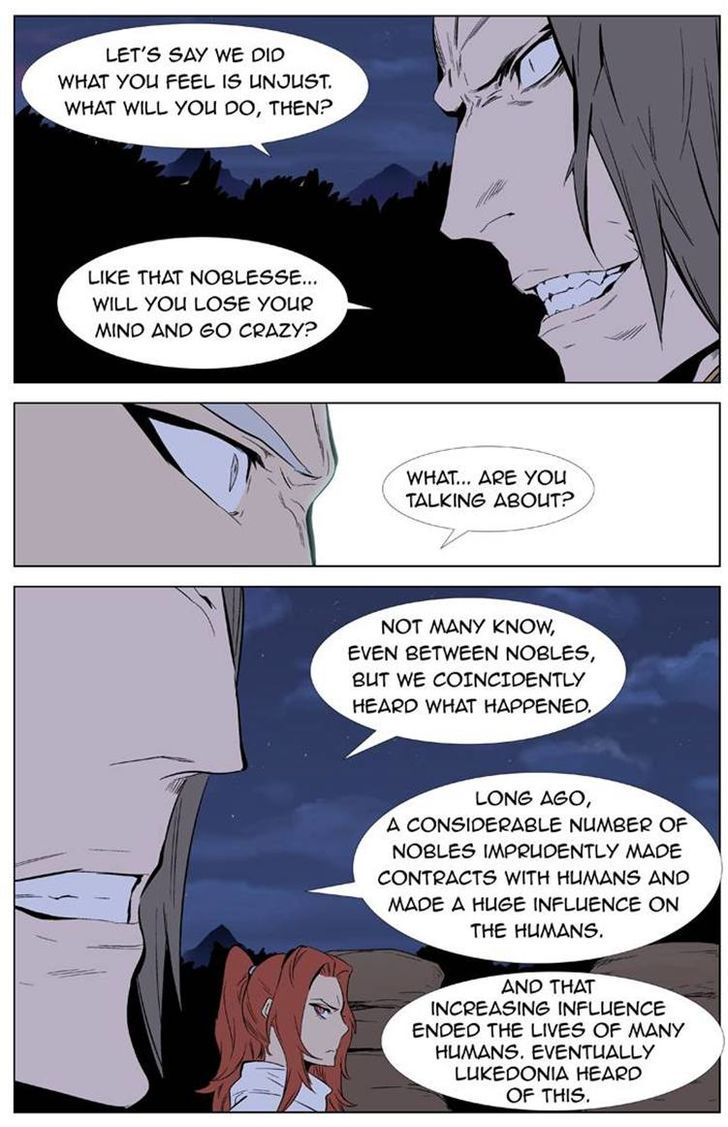 LET'S SAY WE DID
WHAT YOU FEEL IS UNJUST.
WHAT WILL YOU DO, THEN?
LIKE THAT NOBLESSE...
WILL YOU LOSE YOUR
MIND AND GO CRAZY?
WHAT... ARE YOU
TALKING ABOUT?
NOT MANY KNOW,
EVEN BETWEEN NOBLES,
BUT WE COINCIDENTLY
HEARD WHAT HAPPENED.
LONG AGO,
A CONSIDERABLE NUMBER OF
NOBLES IMPRUDENTLY MADE
CONTRACTS WITH HUMANS AND
MADE A HUGE INFLUENCE ON
THE HUMANS.
AND THAT
INCREASING INFLUENCE
ENDED THE LIVES OF MANY
HUMANS. EVENTUALLY
LUKEDONIA HEARD
OF THIS.